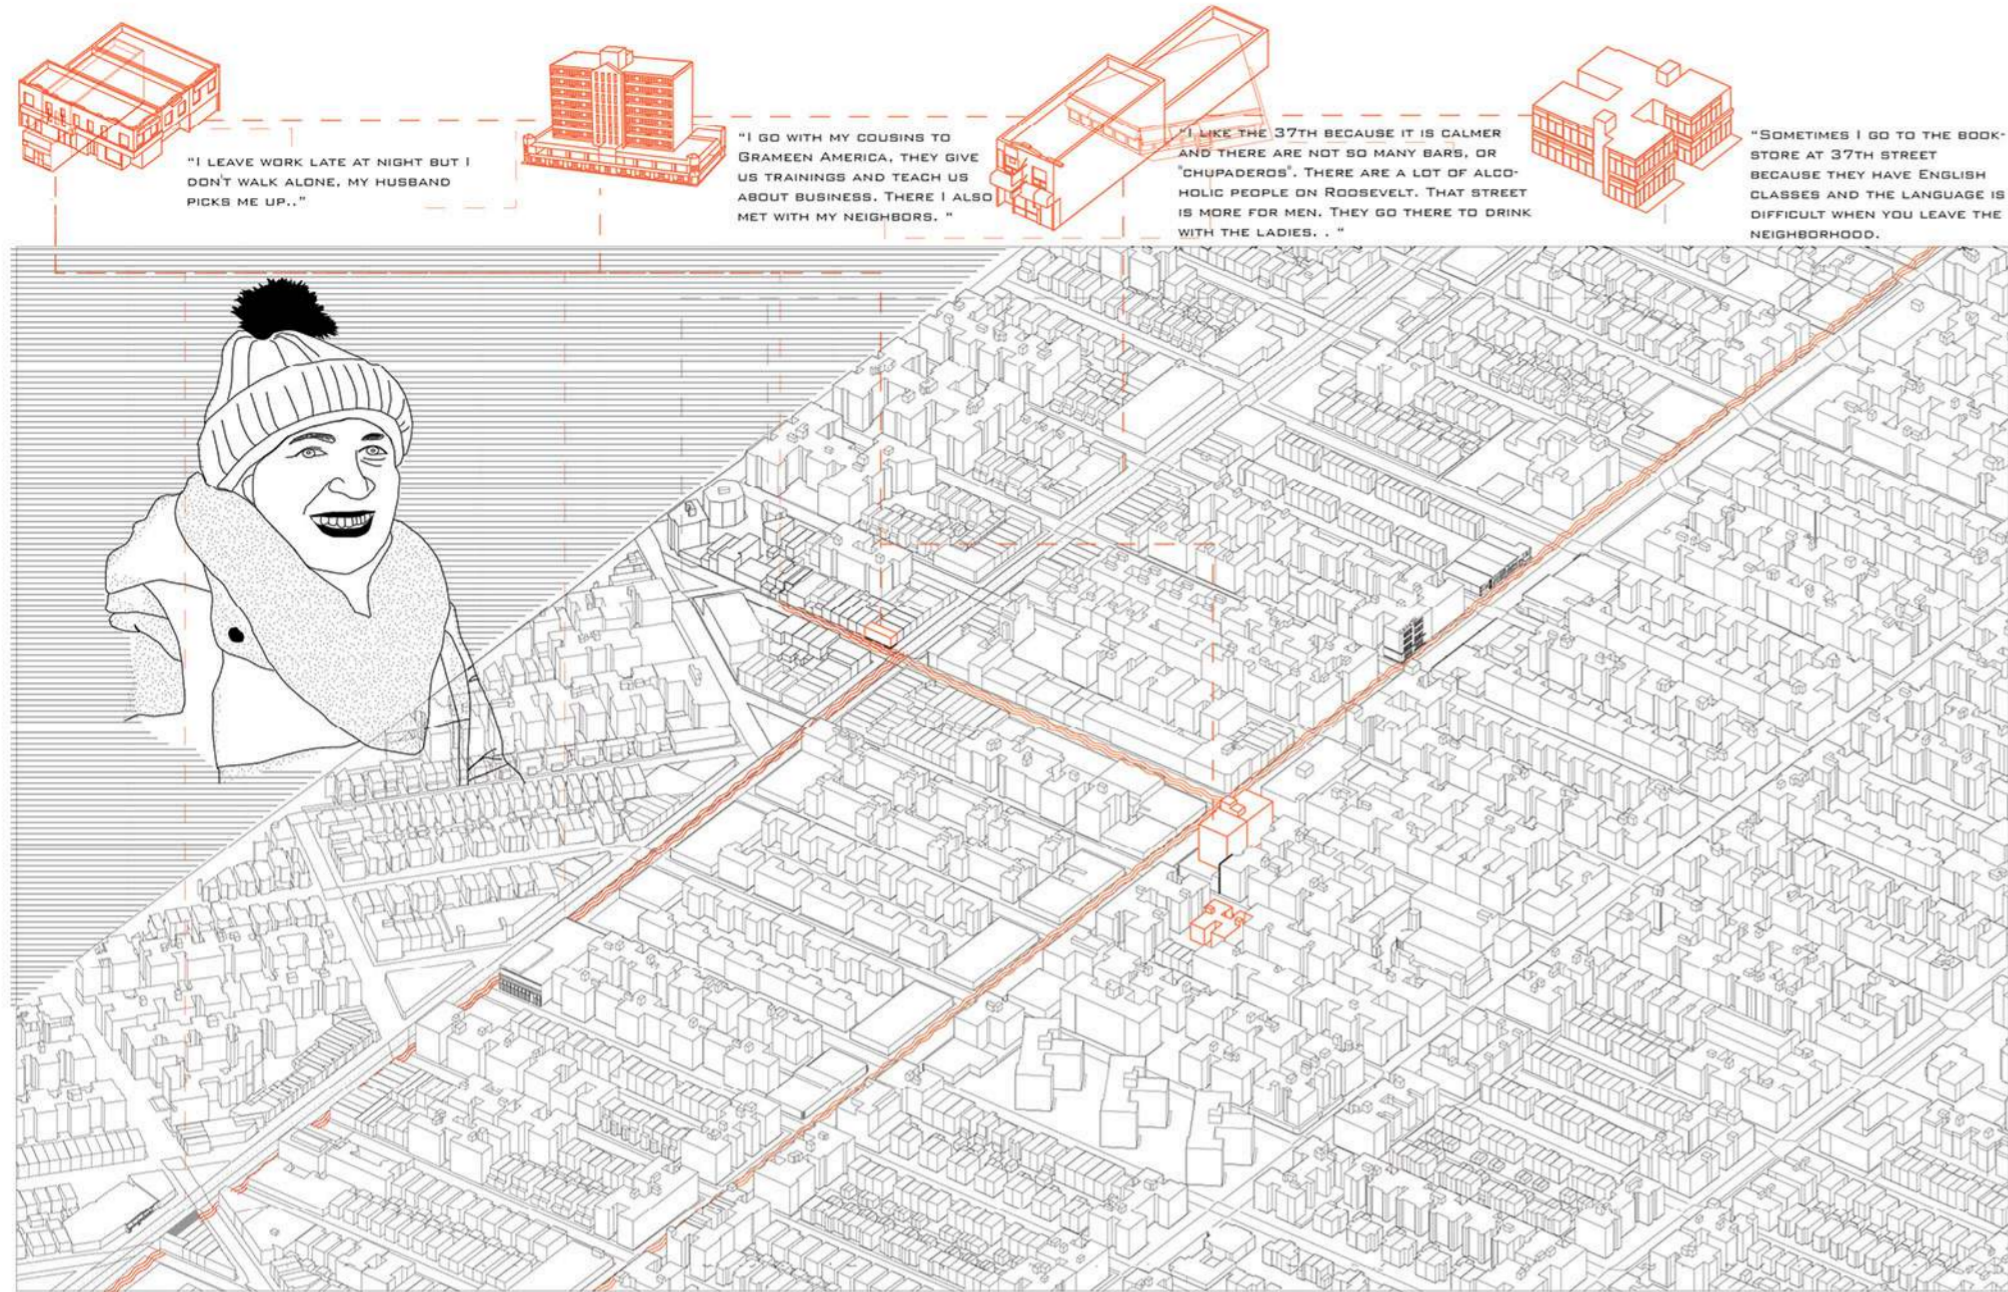 "I LEAVE WORK LATE AT NIGHT BUT I
DON'T WALK ALONE, MY HUSBAND
PICKS ME UP.."
"I GO WITH MY COUSINS TO
GRAMEEN AMERICA, THEY GIVE
US TRAININGS AND TEACH US
ABOUT BUSINESS. THERE I ALSO
MET WITH MY NEIGHBORS. "
"I LIKE THE 37TH BECAUSE IT IS CALMER
AND THERE ARE NOT SO MANY BARS, OR
"CHUPADEROS". THERE ARE A LOT OF ALCO-
HOLIC PEOPLE ON ROOSEVELT. THAT STREET
IS MORE FOR MEN. THEY GO THERE TO DRINK
WITH THE LADIES. . "
"SOMETIMES I GO TO THE BOOK-
STORE AT 37TH STREET
BECAUSE THEY HAVE ENGLISH
CLASSES AND THE LANGUAGE IS
DIFFICULT WHEN YOU LEAVE THE
NEIGHBORHOOD.